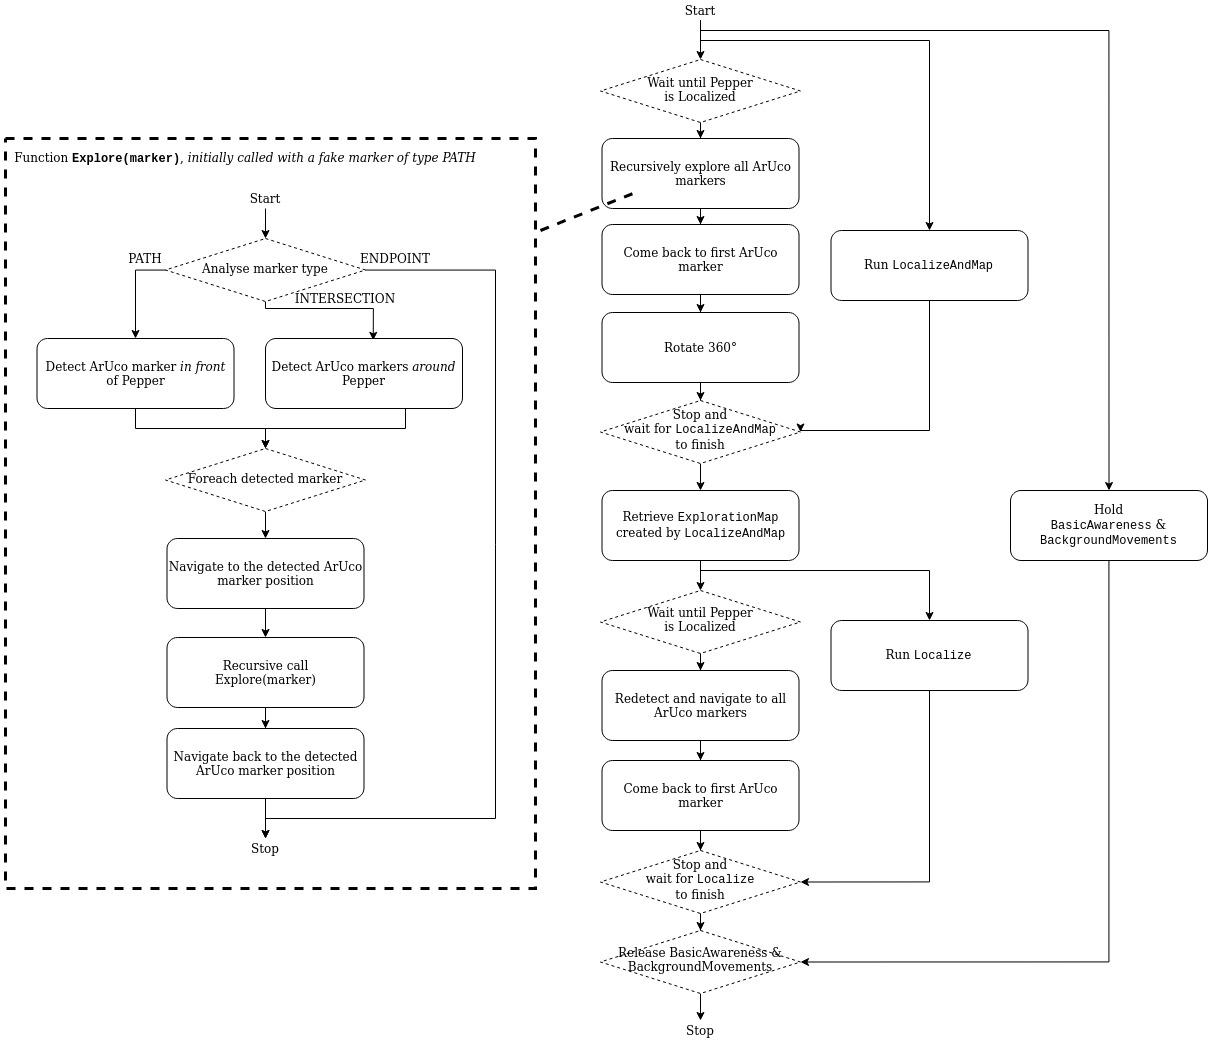 Start
Wait until Pepper
is Localized
Recursively explore all ArUco
markers
Come back to first ArUco
marker
Rotate 360°
Stop and
wait for LocalizeAndMap
to finish
Retrieve ExplorationMap
created by LocalizeAndMap
Wait until Pepper
is Localized
Redetect and navigate to all
ArUco markers
Come back to first ArUco
marker
Stop and
wait for Localize
to finish
Release BasicAwareness &
BackgroundMovements
Stop
Run LocalizeAndMap
Run Localize
Hold
BasicAwareness &
BackgroundMovements
Function Explore(marker), initially called with a fake marker of type PATH
Start
Analyse marker type
PATH
ENDPOINT
INTERSECTION
Detect ArUco marker in front
of Pepper
Detect ArUco markers around
Pepper
Foreach detected marker
Navigate to the detected ArUco
marker position
Recursive call
Explore(marker)
Navigate back to the detected
ArUco marker position
Stop